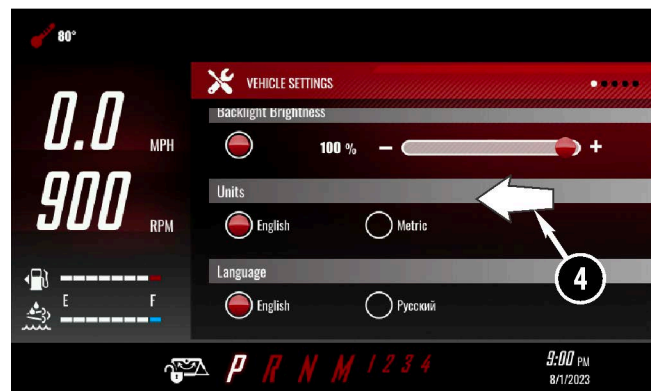 80°
VEHICLE SETTINGS
Backlight Brightness
0.0 MPH
100 % − +
Units
900 RPM
English Metric
4
Language
E F
English Русский
P R N M 1 2 3 4
9:00 PM
8/1/2023